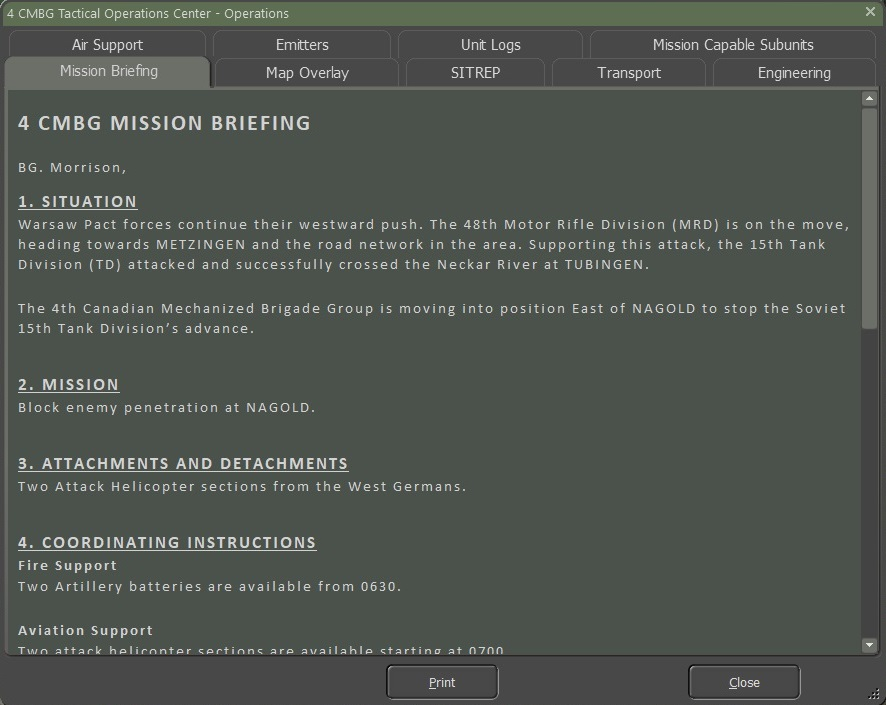 4 CMBG Tactical Operations Center - Operations
Air Support
Emitters
Unit Logs
Mission Capable Subunits
Mission Briefing
Map Overlay
SITREP
Transport
Engineering
4 CMBG MISSION BRIEFING
BG. Morrison,
1. SITUATION
Warsaw Pact forces continue their westward push. The 48th Motor Rifle Division (MRD) is on the move,
heading towards METZINGEN and the road network in the area. Supporting this attack, the 15th Tank
Division (TD) attacked and successfully crossed the Neckar River at TUBINGEN.
The 4th Canadian Mechanized Brigade Group is moving into position East of NAGOLD to stop the Soviet
15th Tank Division’s advance.
2. MISSION
Block enemy penetration at NAGOLD.
3. ATTACHMENTS AND DETACHMENTS
Two Attack Helicopter sections from the West Germans.
4. COORDINATING INSTRUCTIONS
Fire Support
Two Artillery batteries are available from 0630.
Aviation Support
Two attack helicopter sections are available starting at 0700
Print
Close